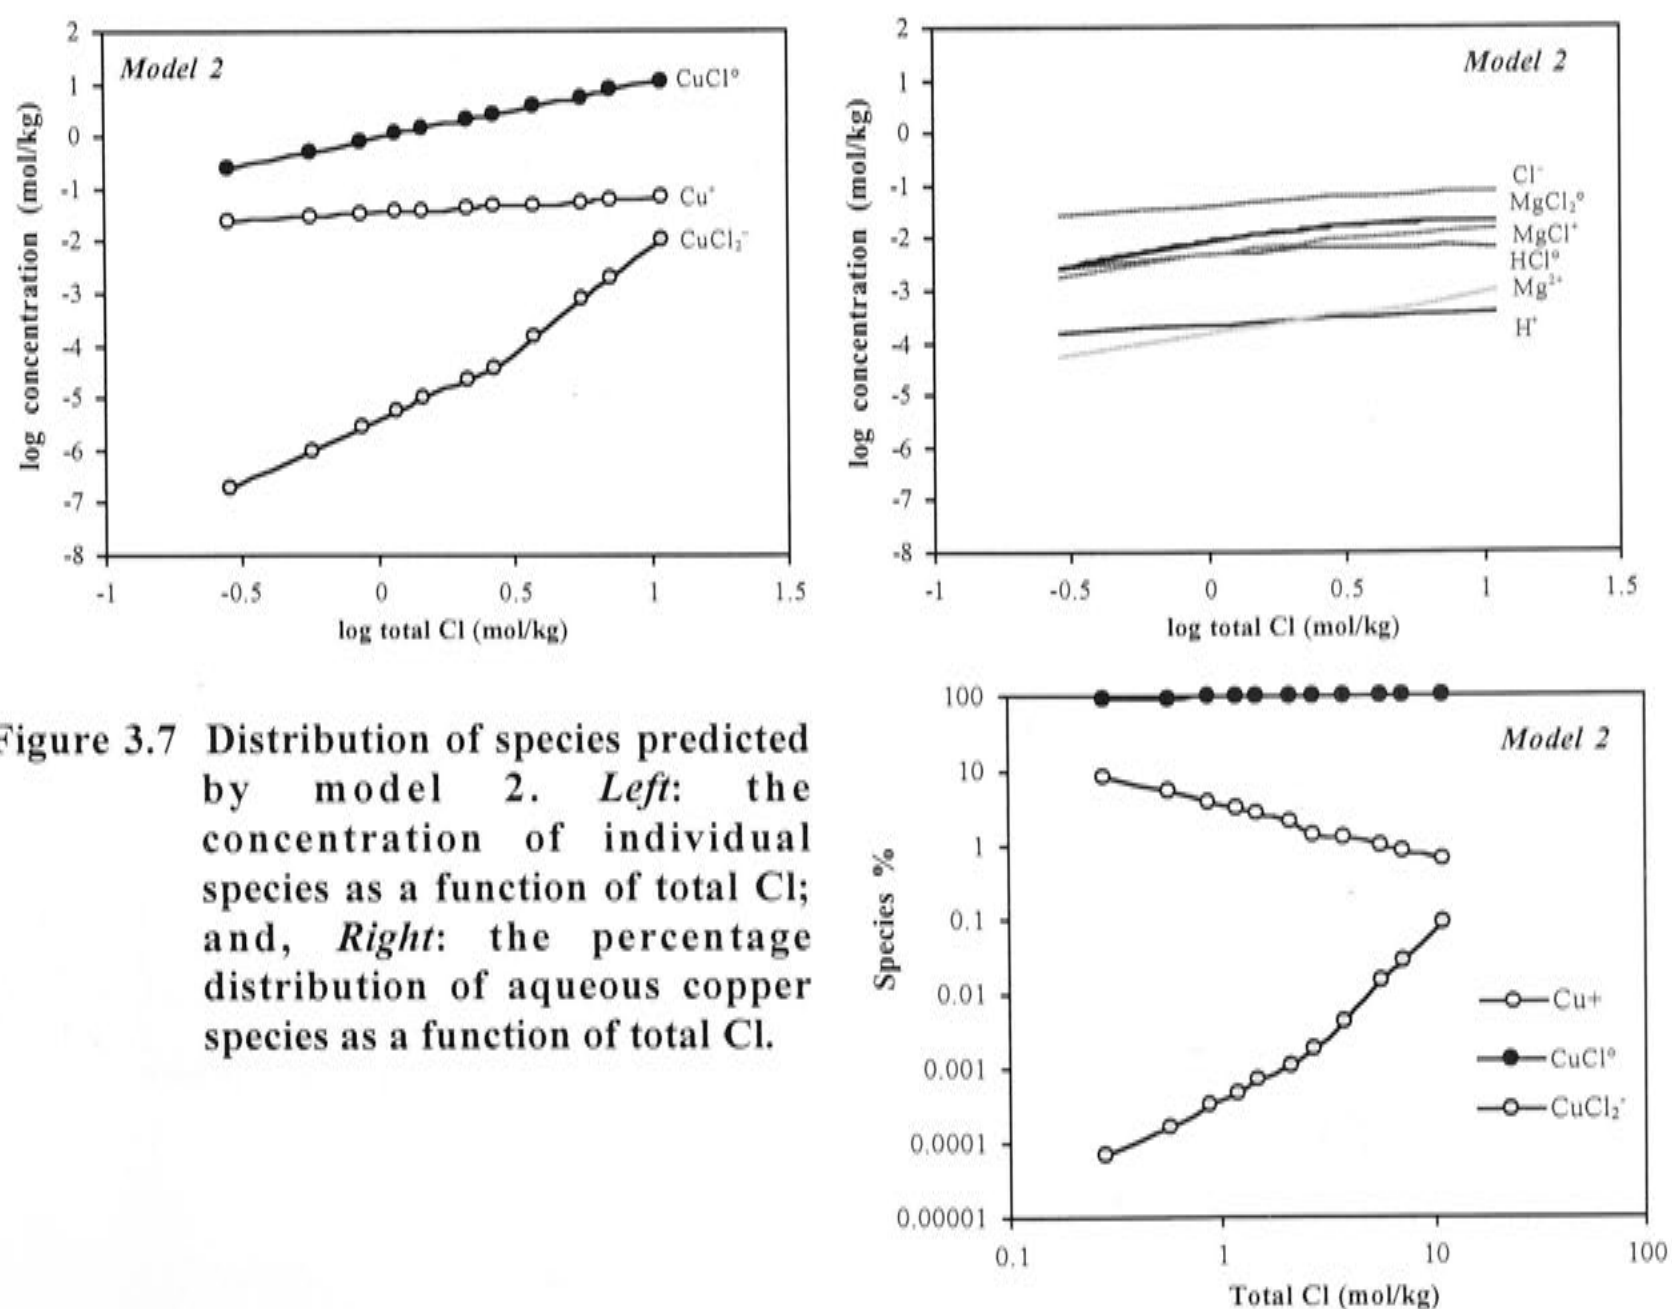 Model 2
2
1
0
-1
-2
-3
-4
-5
-6
-7
-8
log concentration (mol/kg)
CuCl°
Cu⁺
CuCl₂⁻
-1
-0.5
0
0.5
1
1.5
log total Cl (mol/kg)
Model 2
2
1
0
-1
-2
-3
-4
-5
-6
-7
-8
log concentration (mol/kg)
Cl⁻
MgCl₂°
MgCl⁺
HCl°
Mg²⁺
H⁺
-1
-0.5
0
0.5
1
1.5
log total Cl (mol/kg)
Figure 3.7 Distribution of species predicted
by model 2. Left: the
concentration of individual
species as a function of total Cl;
and, Right: the percentage
distribution of aqueous copper
species as a function of total Cl.
Model 2
100
10
1
0.1
0.01
0.001
0.0001
0.00001
Species %
Cu+
CuCl°
CuCl₂⁻
0.1
1
10
100
Total Cl (mol/kg)